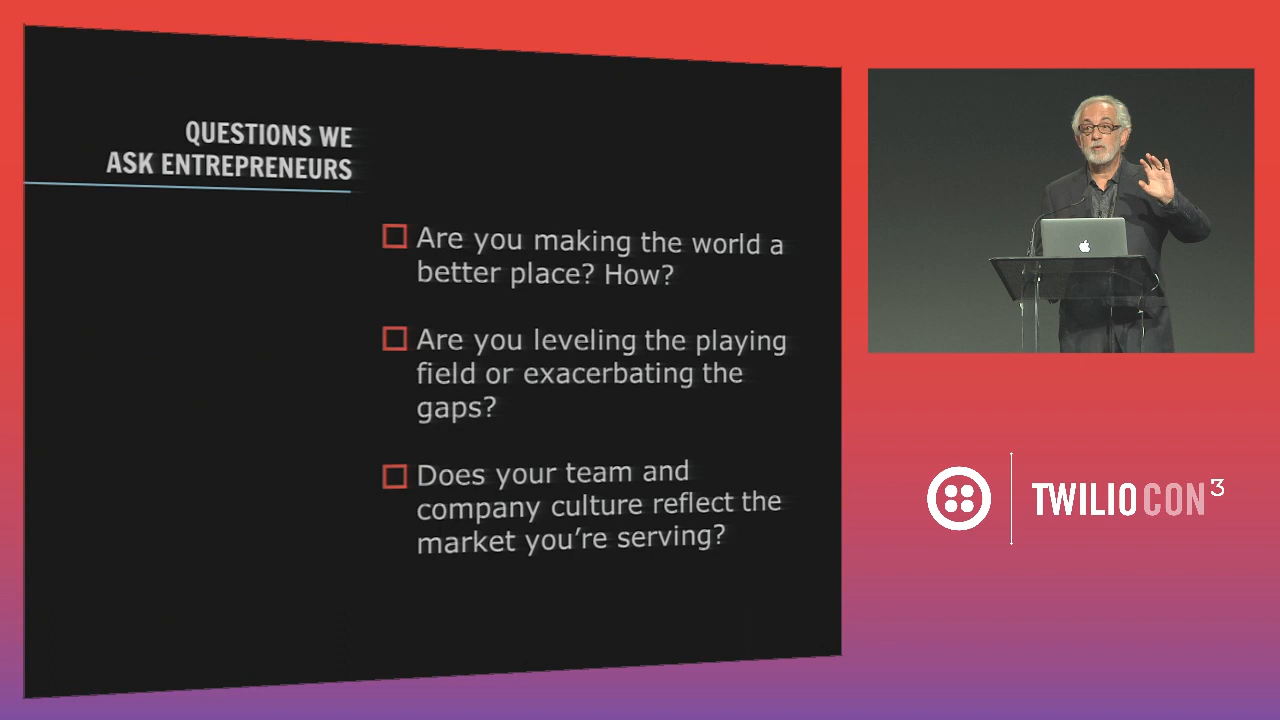 QUESTIONS WE
ASK ENTREPRENEURS
Are you making the world a
better place? How?
Are you leveling the playing
field or exacerbating the
gaps?
Does your team and
company culture reflect the
market you’re serving?
TWILIOCON3